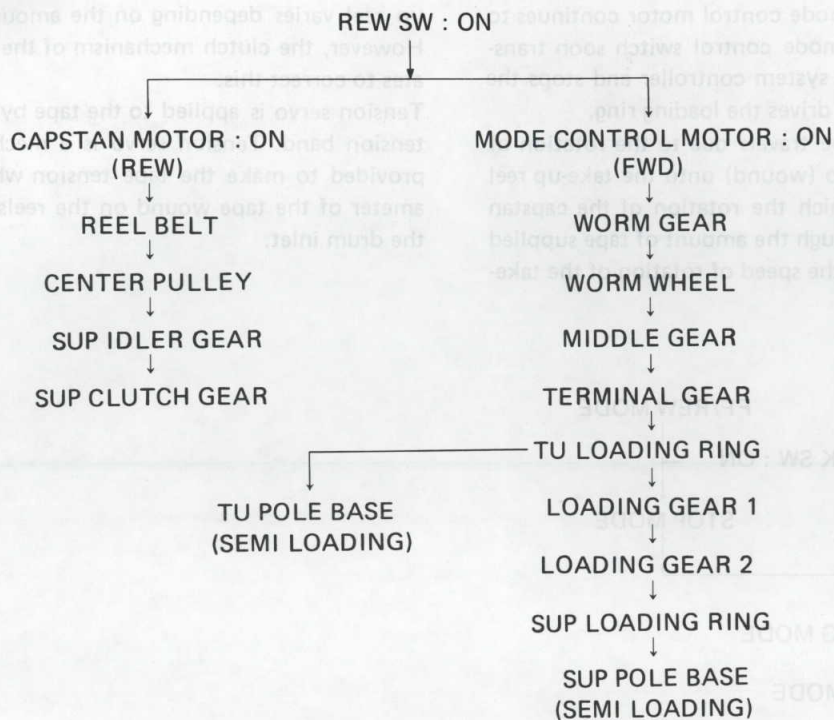 REW SW : ON
CAPSTAN MOTOR : ON
(REW)
REEL BELT
CENTER PULLEY
SUP IDLER GEAR
SUP CLUTCH GEAR
MODE CONTROL MOTOR : ON
(FWD)
WORM GEAR
WORM WHEEL
MIDDLE GEAR
TERMINAL GEAR
TU LOADING RING
TU POLE BASE
(SEMI LOADING)
LOADING GEAR 1
LOADING GEAR 2
SUP LOADING RING
SUP POLE BASE
(SEMI LOADING)